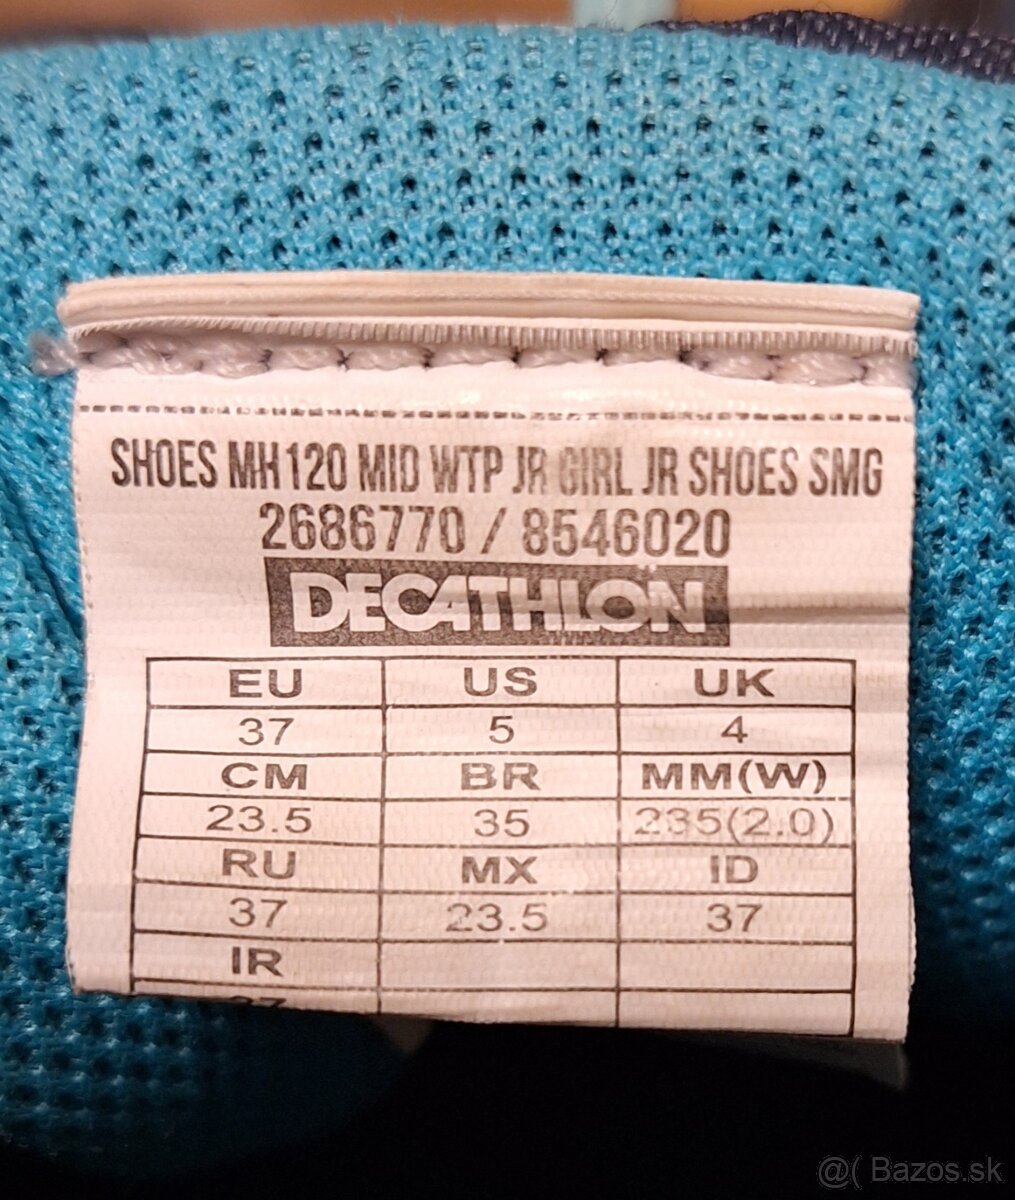 SHOES MH120 MID WTP JR GIRL JR SHOES SMG
2686770 / 8546020
DECATHLON
EU US UK
37 5 4
CM BR MM(W)
23.5 35 235(2.0)
RU MX ID
37 23.5 37
IR
37
@( Bazos.sk